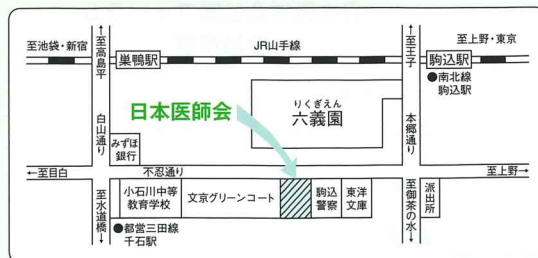 至池袋・新宿
至高島平
巣鴨駅
JR山手線
至王子
駒込駅
至上野・東京
●南北線
駒込駅
日本医師会
りくぎえん
六義園
白山通り
本郷通り
みずほ
銀行
←至目白
不忍通り
至上野→
至水道橋
小石川中等
教育学校
文京グリーンコート
駒込
警察
東洋
文庫
至御茶の水
派出所
●都営三田線
千石駅